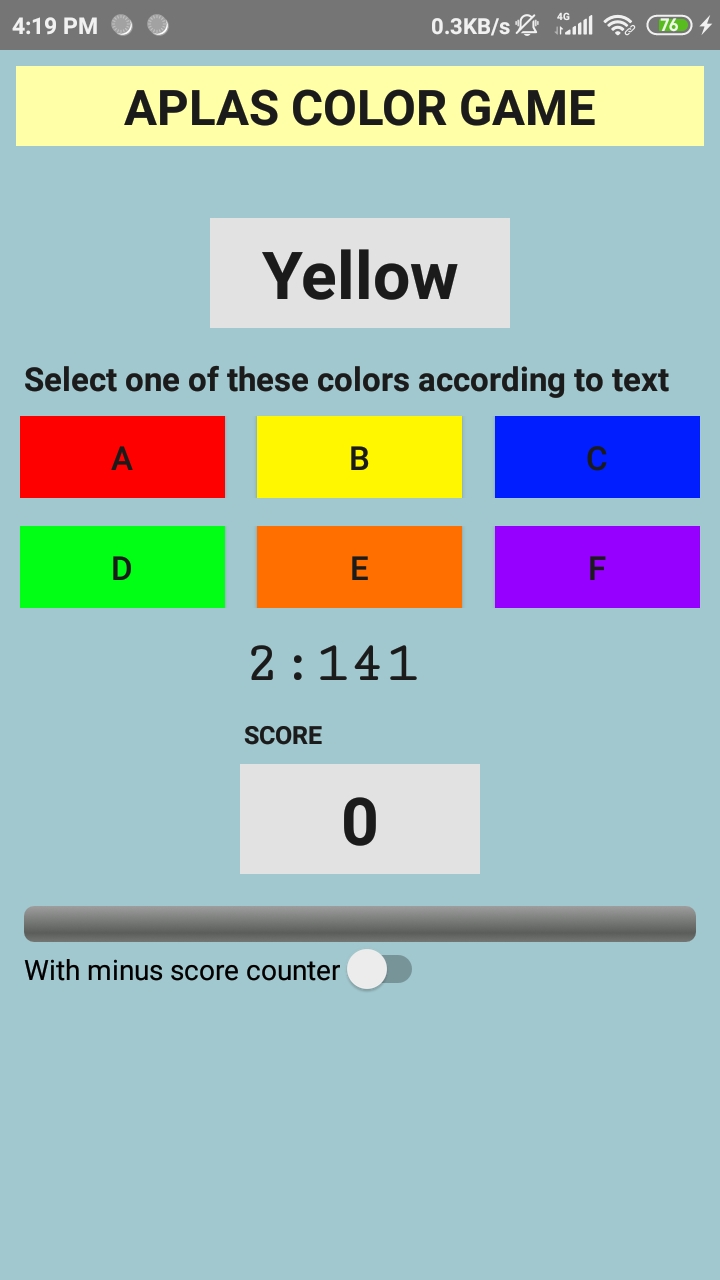 4:19 PM 0.3KB/s 4G 76
APLAS COLOR GAME
Yellow
Select one of these colors according to text
A B C
D E F
2:141
SCORE
0
With minus score counter